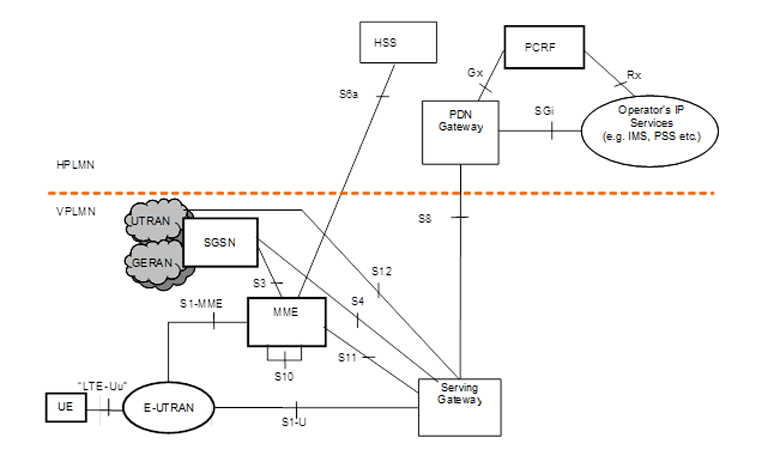 HSS
PCRF
Gx
Rx
S6a
PDN
Gateway
SGi
Operator's IP
Services
(e.g. IMS, PSS etc.)
HPLMN
VPLMN
UTRAN
S8
SGSN
GERAN
S12
S3
S1-MME
S4
MME
S11
S10
"LTE-Uu"
Serving
Gateway
UE
E-UTRAN
S1-U